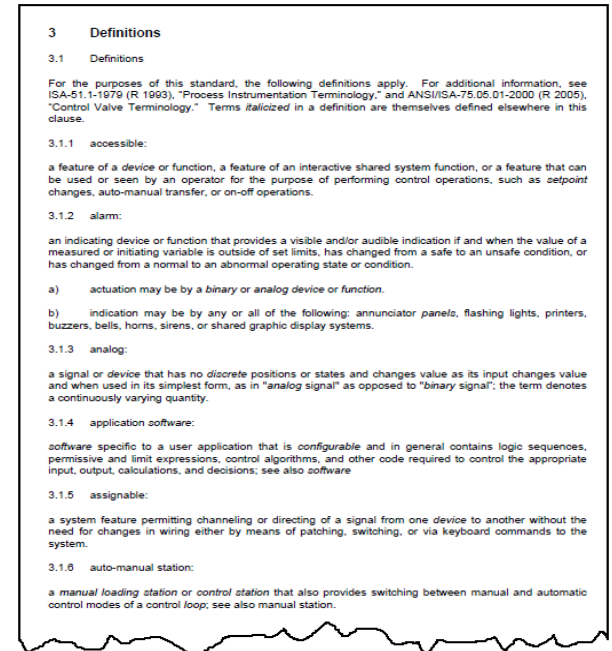 3 Definitions
3.1 Definitions
For the purposes of this standard, the following definitions apply. For additional information, see
ISA-51.1-1979 (R 1993), "Process Instrumentation Terminology," and ANSI/ISA-75.05.01-2000 (R 2005),
"Control Valve Terminology." Terms italicized in a definition are themselves defined elsewhere in this
clause.
3.1.1 accessible:
a feature of a device or function, a feature of an interactive shared system function, or a feature that can
be used or seen by an operator for the purpose of performing control operations, such as setpoint
changes, auto-manual transfer, or on-off operations.
3.1.2 alarm:
an indicating device or function that provides a visible and/or audible indication if and when the value of a
measured or initiating variable is outside of set limits, has changed from a safe to an unsafe condition, or
has changed from a normal to an abnormal operating state or condition.
a) actuation may be by a binary or analog device or function.
b) indication may be by any or all of the following: annunciator panels, flashing lights, printers,
buzzers, bells, horns, sirens, or shared graphic display systems.
3.1.3 analog:
a signal or device that has no discrete positions or states and changes value as its input changes value
and when used in its simplest form, as in "analog signal" as opposed to "binary signal"; the term denotes
a continuously varying quantity.
3.1.4 application software:
software specific to a user application that is configurable and in general contains logic sequences,
permissive and limit expressions, control algorithms, and other code required to control the appropriate
input, output, calculations, and decisions; see also software
3.1.5 assignable:
a system feature permitting channeling or directing of a signal from one device to another without the
need for changes in wiring either by means of patching, switching, or via keyboard commands to the
system.
3.1.6 auto-manual station:
a manual loading station or control station that also provides switching between manual and automatic
control modes of a control loop; see also manual station.